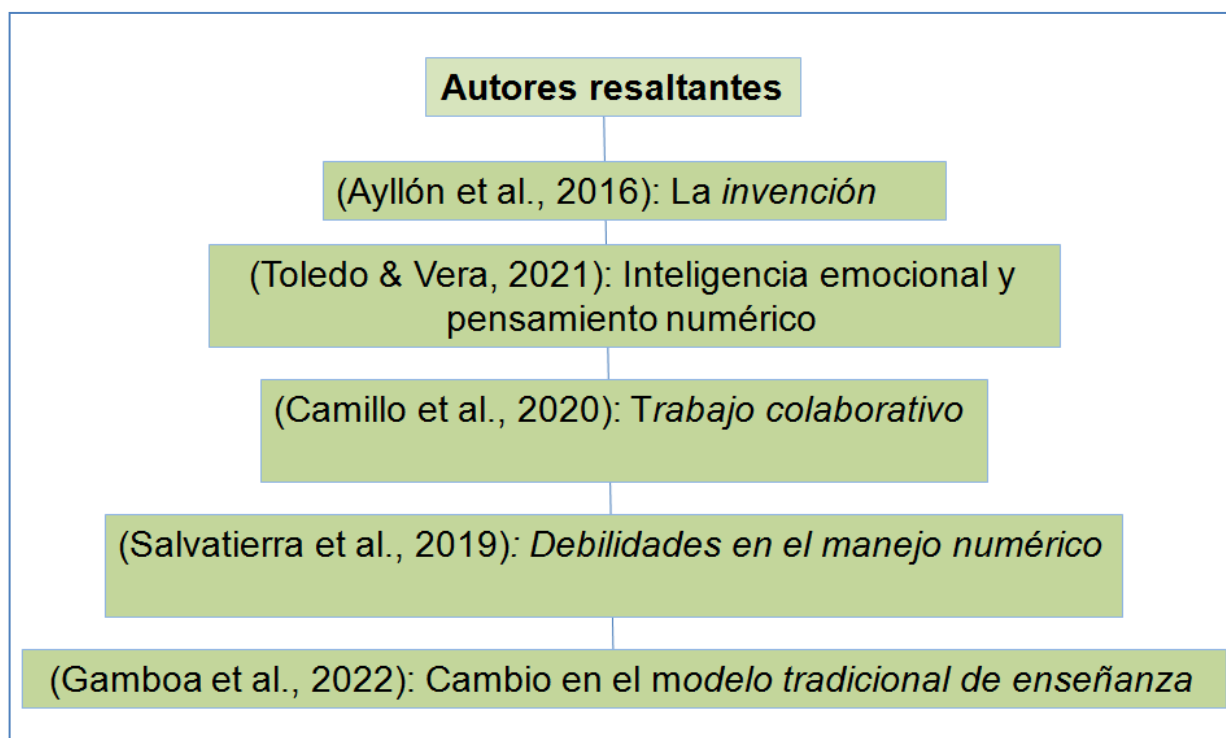 Autores resaltantes
(Ayllón et al., 2016): La invención
(Toledo & Vera, 2021): Inteligencia emocional y
pensamiento numérico
(Camillo et al., 2020): Trabajo colaborativo
(Salvatierra et al., 2019): Debilidades en el manejo numérico
(Gamboa et al., 2022): Cambio en el modelo tradicional de enseñanza